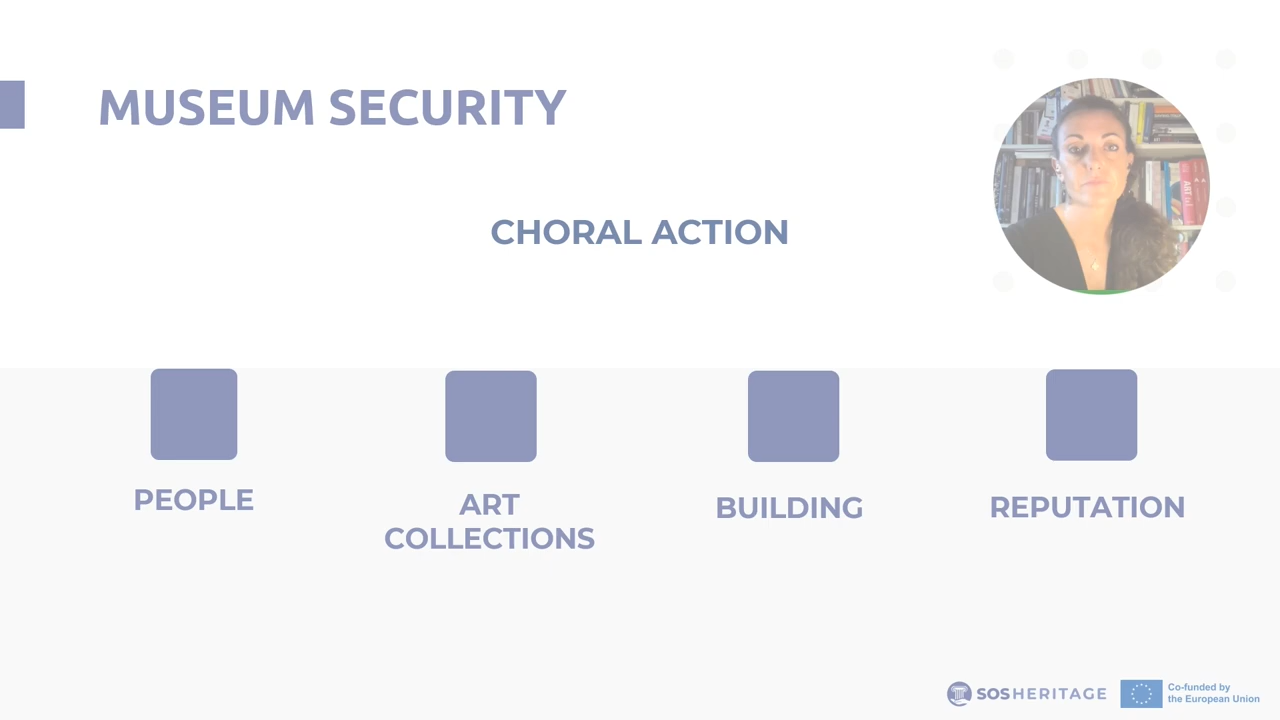 MUSEUM SECURITY
CHORAL ACTION
PEOPLE
ART
COLLECTIONS
BUILDING
REPUTATION
SOSHERITAGE
Co-funded by
the European Union